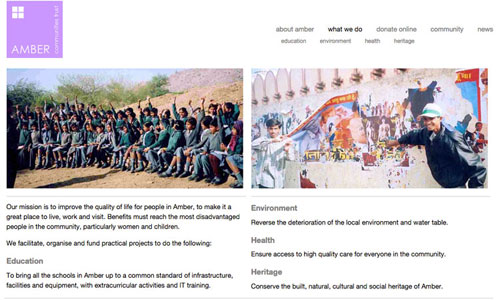 AMBER
communities trust
about amber what we do donate online community news
education environment health heritage
Our mission is to improve the quality of life for people in Amber, to make it a
great place to live, work and visit. Benefits must reach the most disadvantaged
people in the community, particularly women and children.
We facilitate, organise and fund practical projects to do the following:
Education
To bring all the schools in Amber up to a common standard of infrastructure,
facilities and equipment, with extracurricular activities and IT training.
Environment
Reverse the deterioration of the local environment and water table.
Health
Ensure access to high quality care for everyone in the community.
Heritage
Conserve the built, natural, cultural and social heritage of Amber.